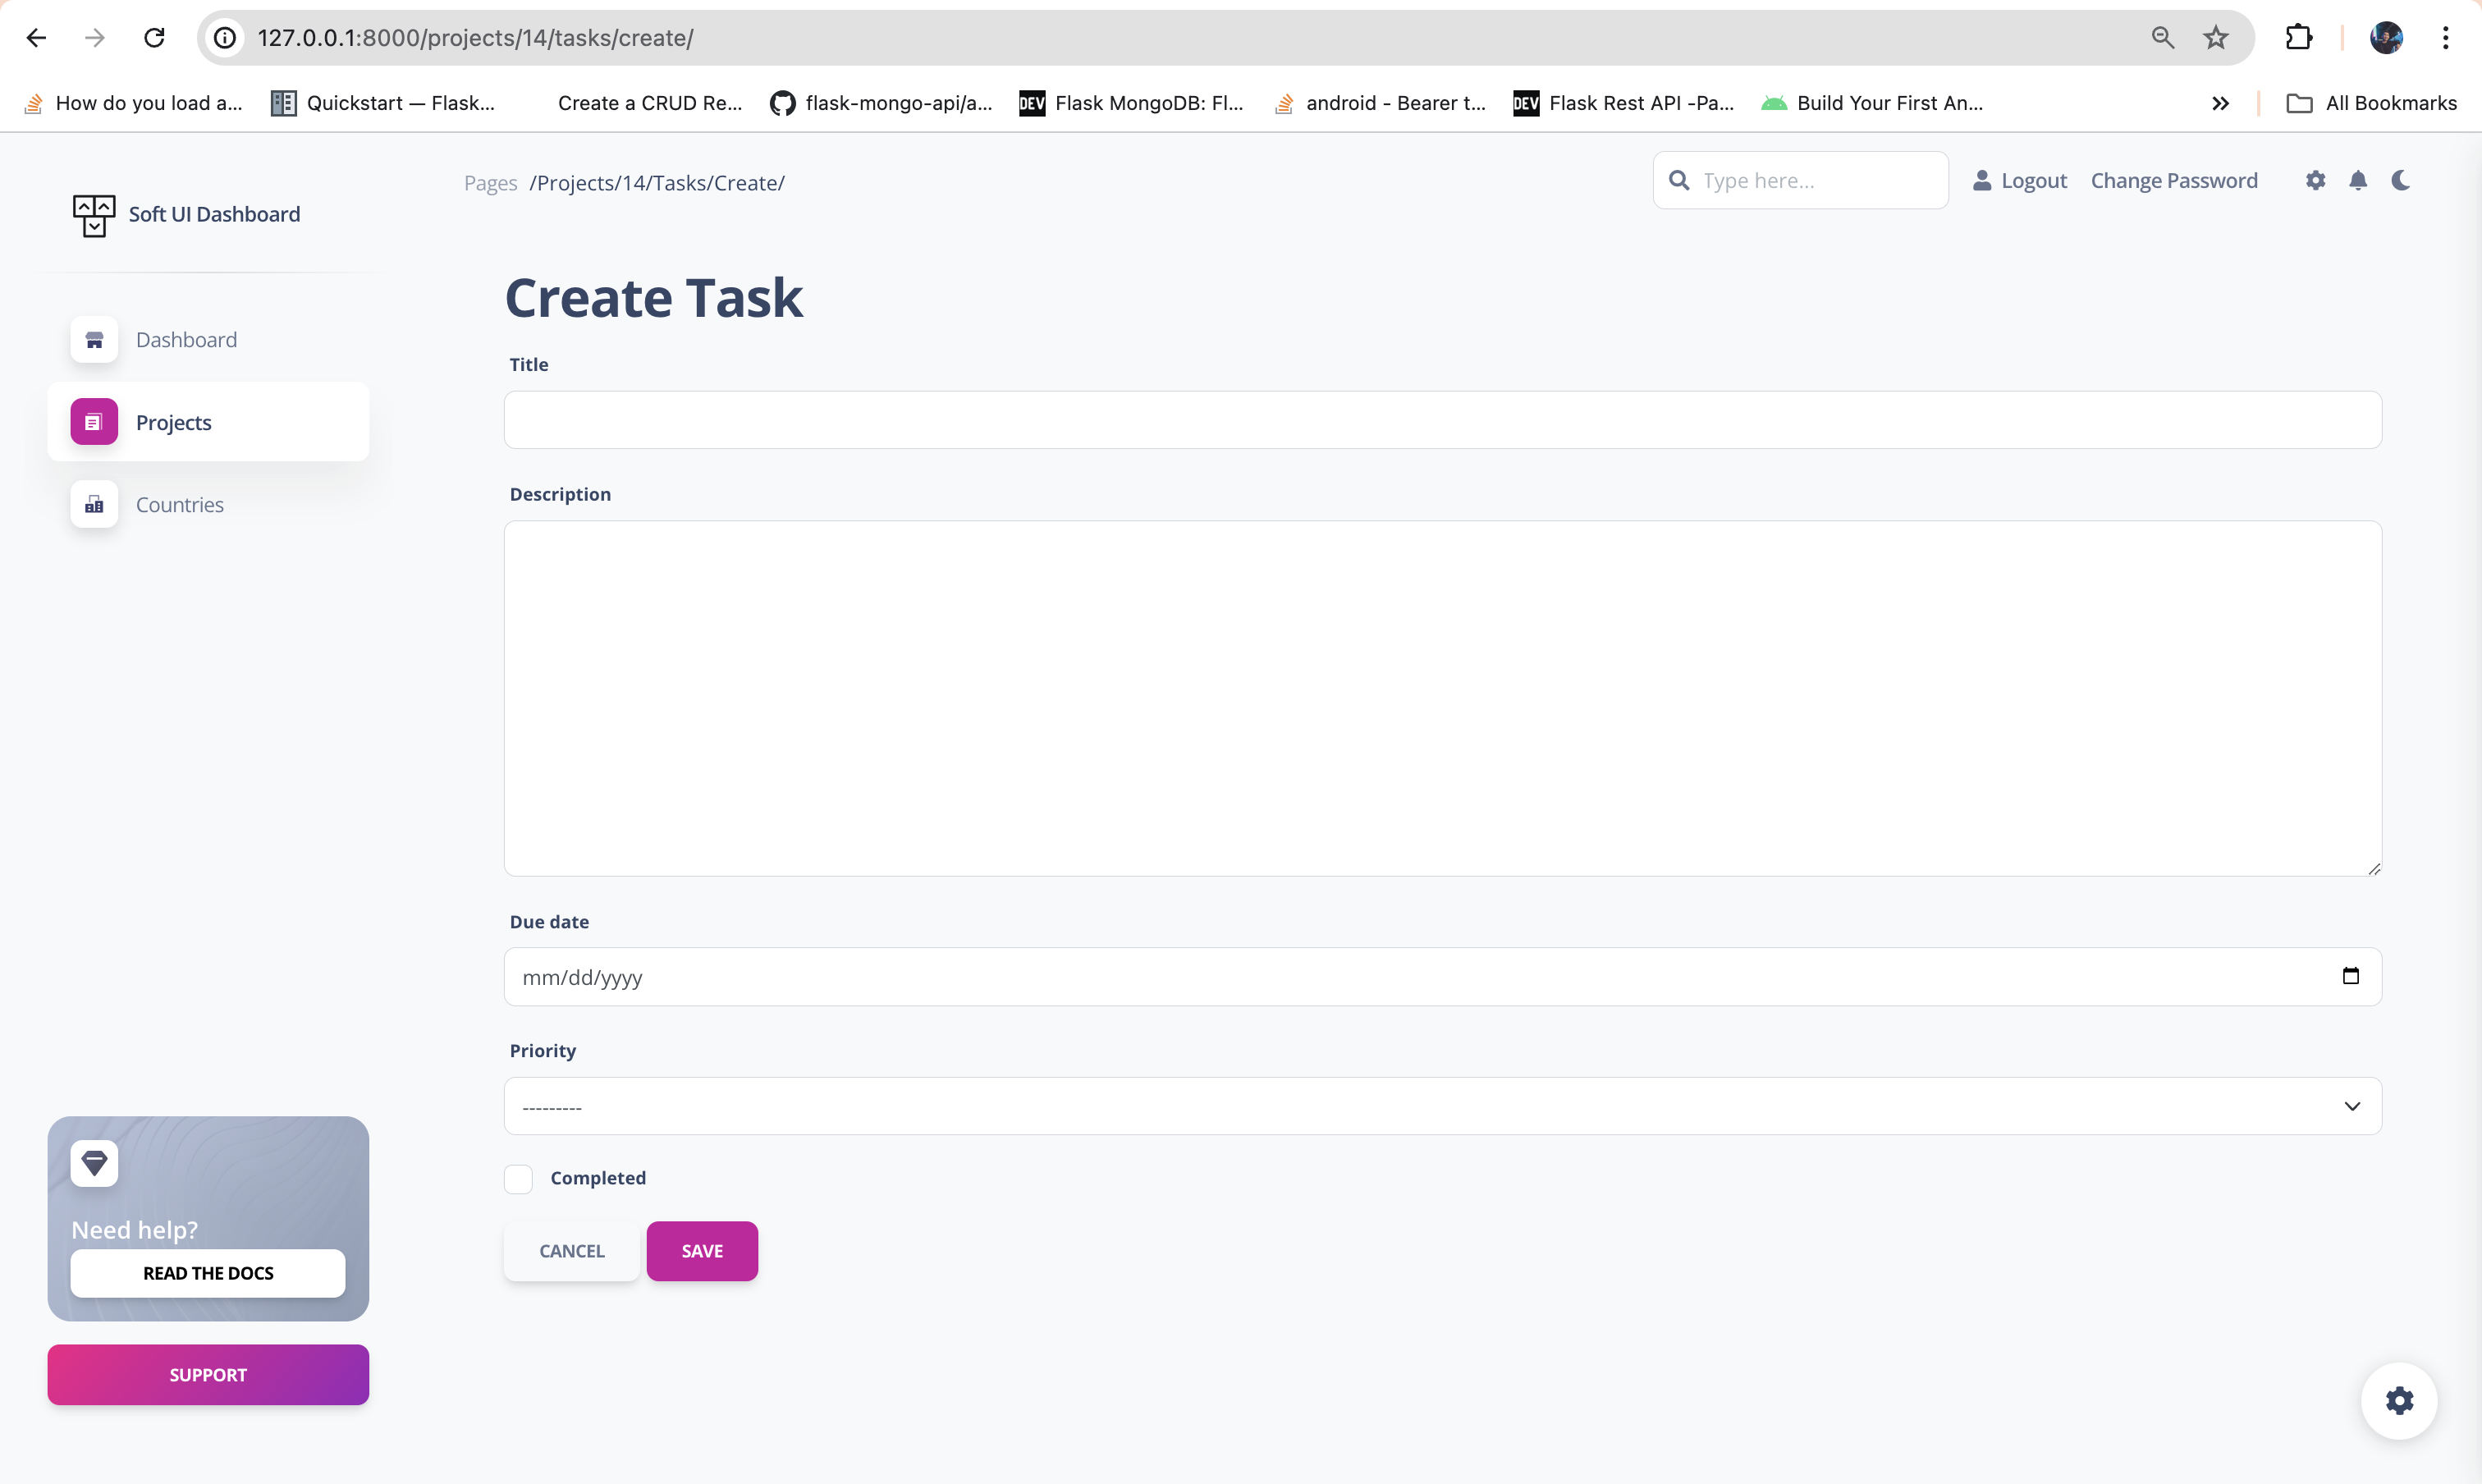 127.0.0.1:8000/projects/14/tasks/create/
How do you load a...
Quickstart — Flask...
Create a CRUD Re...
flask-mongo-api/a...
DEV
Flask MongoDB: Fl...
android - Bearer t...
DEV
Flask Rest API -Pa...
Build Your First An...
All Bookmarks
Soft UI Dashboard
Pages /Projects/14/Tasks/Create/
Type here...
Logout
Change Password
Dashboard
Projects
Countries
Create Task
Title
Description
Due date
mm/dd/yyyy
Priority
---------
Completed
CANCEL
SAVE
Need help?
READ THE DOCS
SUPPORT